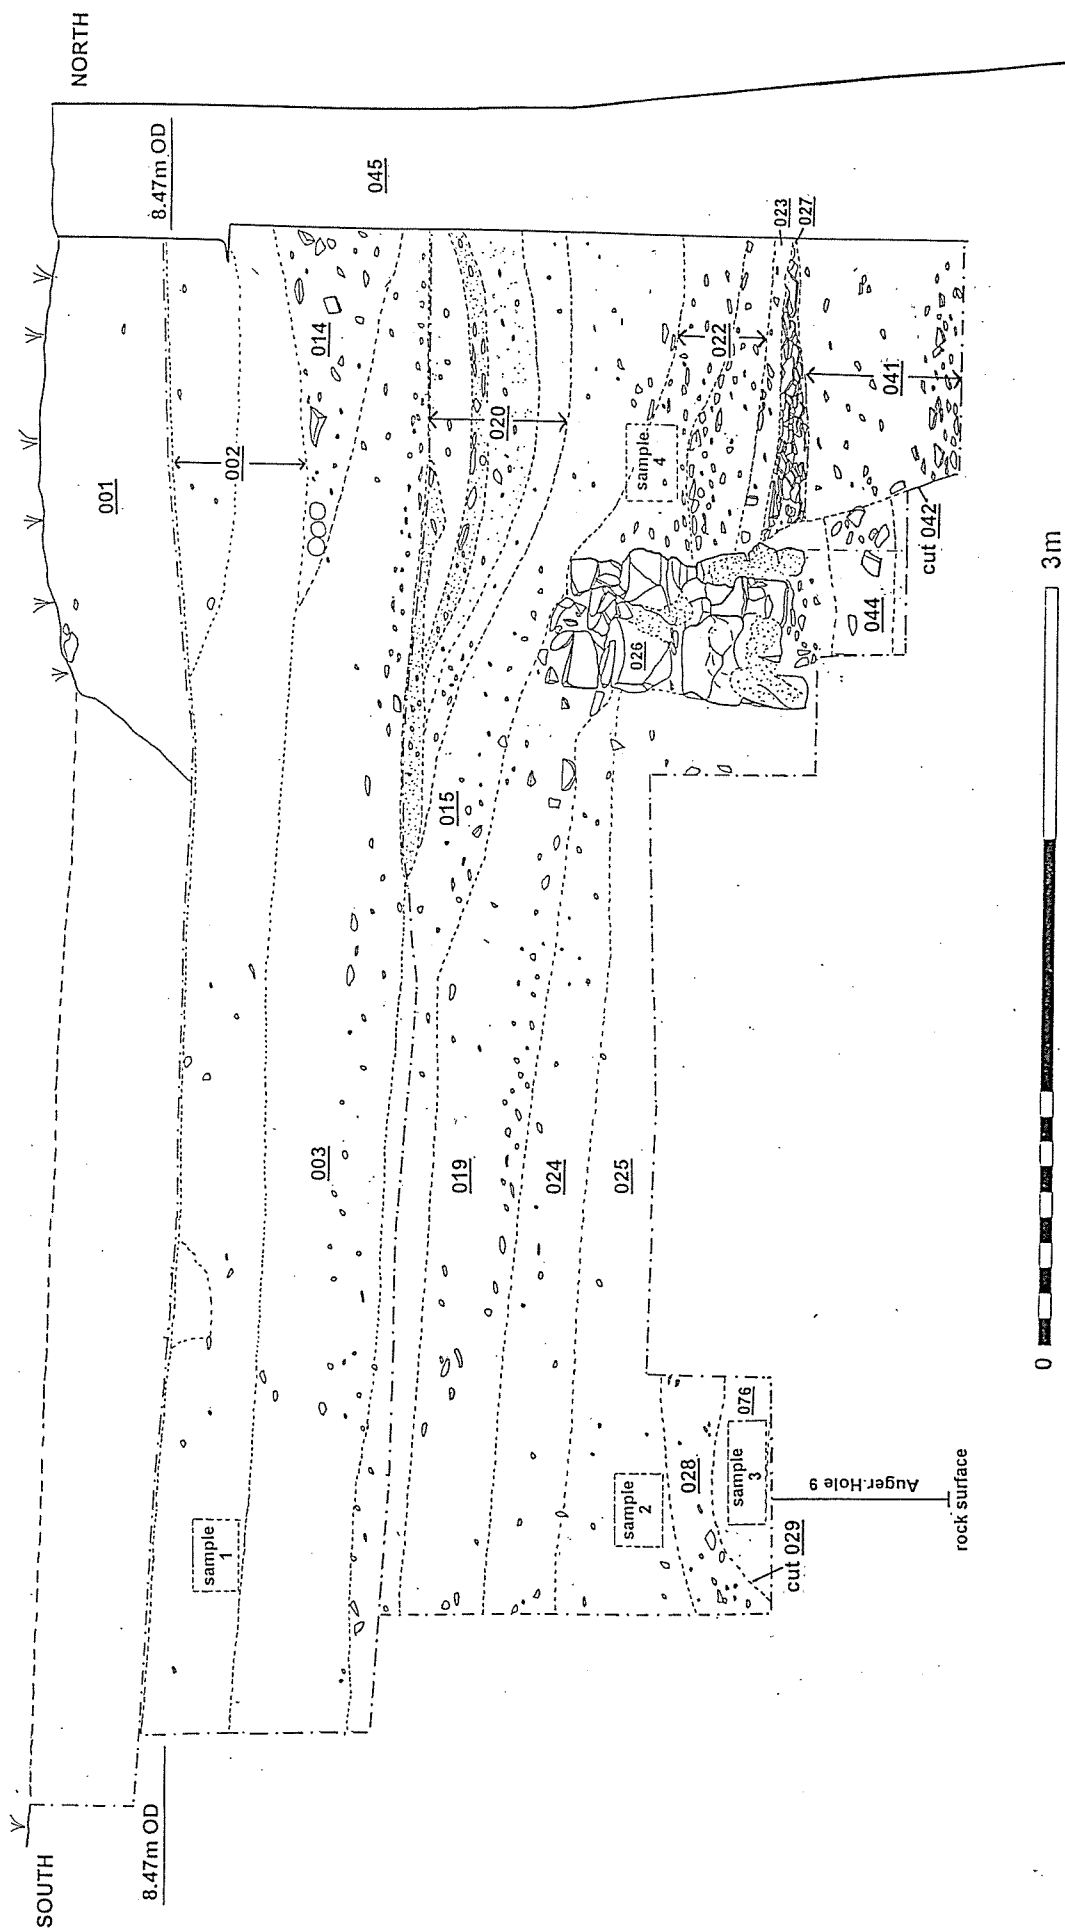 SOUTH
NORTH
8.47m OD
8.47m OD
001
002
045
014
003
020
015
019
024
025
022
023
027
026
041
044
cut 042
sample
1
sample
2
sample
3
sample
4
028
076
cut 029
Auger Hole 9
rock surface
0
3m